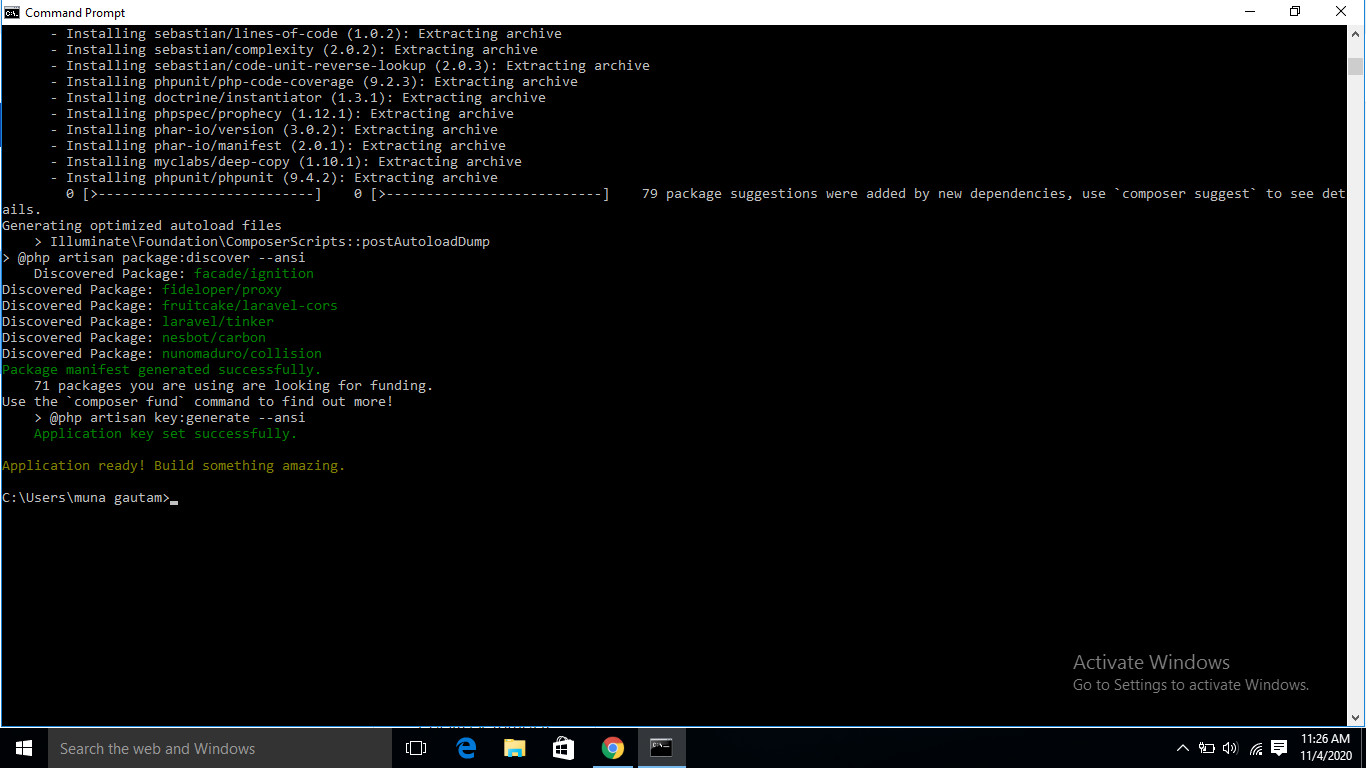 Command Prompt
- Installing sebastian/lines-of-code (1.0.2): Extracting archive
- Installing sebastian/complexity (2.0.2): Extracting archive
- Installing sebastian/code-unit-reverse-lookup (2.0.3): Extracting archive
- Installing phpunit/php-code-coverage (9.2.3): Extracting archive
- Installing doctrine/instantiator (1.3.1): Extracting archive
- Installing phpspec/prophecy (1.12.1): Extracting archive
- Installing phar-io/version (3.0.2): Extracting archive
- Installing phar-io/manifest (2.0.1): Extracting archive
- Installing myclabs/deep-copy (1.10.1): Extracting archive
- Installing phpunit/phpunit (9.4.2): Extracting archive
0 [>---------------------------]    0 [>---------------------------]    79 package suggestions were added by new dependencies, use `composer suggest` to see det
ails.
Generating optimized autoload files
> Illuminate\Foundation\ComposerScripts::postAutoloadDump
> @php artisan package:discover --ansi
Discovered Package: facade/ignition
Discovered Package: fideloper/proxy
Discovered Package: fruitcake/laravel-cors
Discovered Package: laravel/tinker
Discovered Package: nesbot/carbon
Discovered Package: nunomaduro/collision
Package manifest generated successfully.
71 packages you are using are looking for funding.
Use the `composer fund` command to find out more!
> @php artisan key:generate --ansi
Application key set successfully.
Application ready! Build something amazing.
C:\Users\muna gautam>
Activate Windows
Go to Settings to activate Windows.
Search the web and Windows
11:26 AM
11/4/2020